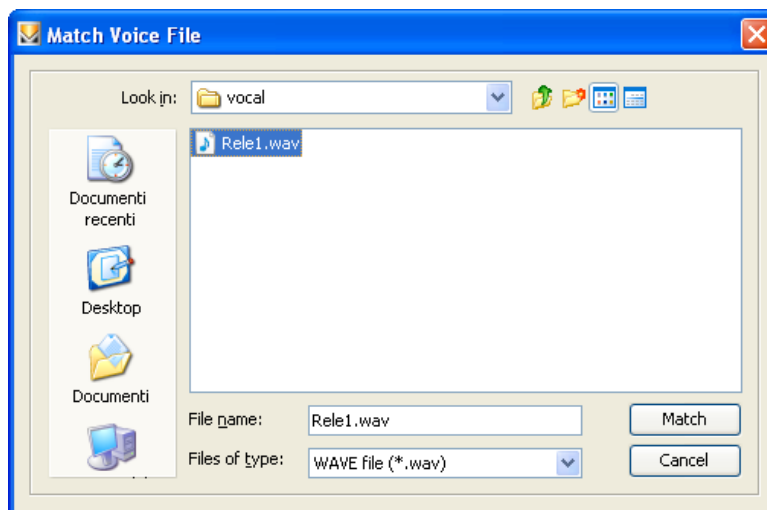 Match Voice File
Look in:
vocal
Rele1.wav
Documenti
recenti
Desktop
Documenti
File name:
Rele1.wav
Match
Files of type:
WAVE file (*.wav)
Cancel